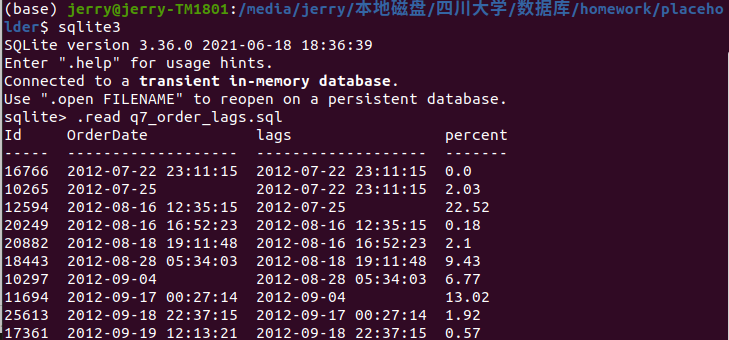 (base) jerry@jerry-TM1801:/media/jerry/本地磁盘/四川大学/数据库/homework/placeho
lder$ sqlite3
SQLite version 3.36.0 2021-06-18 18:36:39
Enter ".help" for usage hints.
Connected to a transient in-memory database.
Use ".open FILENAME" to reopen on a persistent database.
sqlite> .read q7_order_lags.sql
Id     OrderDate            lags                 percent
-----  -------------------  -------------------  -------
16766  2012-07-22 23:11:15  2012-07-22 23:11:15  0.0
10265  2012-07-25           2012-07-22 23:11:15  2.03
12594  2012-08-16 12:35:15  2012-07-25           22.52
20249  2012-08-16 16:52:23  2012-08-16 12:35:15  0.18
20882  2012-08-18 19:11:48  2012-08-16 16:52:23  2.1
18443  2012-08-28 05:34:03  2012-08-18 19:11:48  9.43
10297  2012-09-04           2012-08-28 05:34:03  6.77
11694  2012-09-17 00:27:14  2012-09-04           13.02
25613  2012-09-18 22:37:15  2012-09-17 00:27:14  1.92
17361  2012-09-19 12:13:21  2012-09-18 22:37:15  0.57